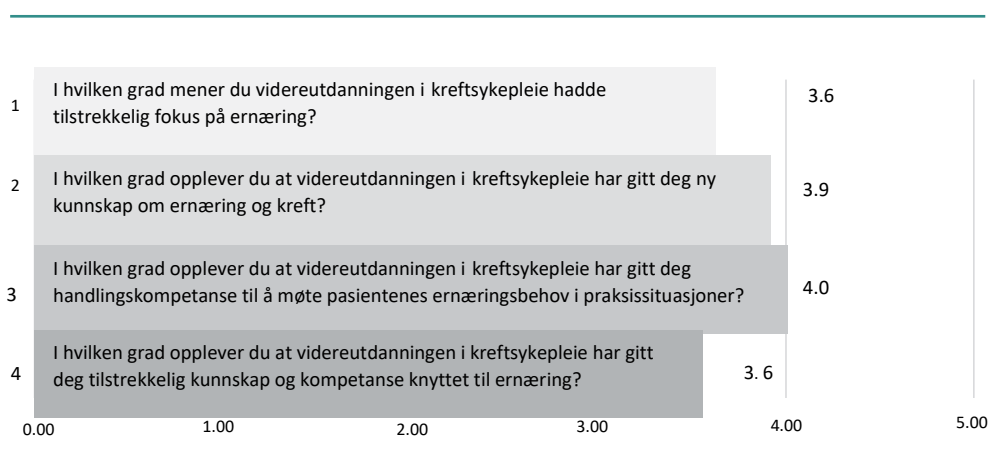 1
I hvilken grad mener du videreutdanningen i kreftsykepleie hadde
tilstrekkelig fokus på ernæring?
3.6
2
I hvilken grad opplever du at videreutdanningen i kreftsykepleie har gitt deg ny
kunnskap om ernæring og kreft?
3.9
3
I hvilken grad opplever du at videreutdanningen i kreftsykepleie har gitt deg
handlingskompetanse til å møte pasientenes ernæringsbehov i praksissituasjoner?
4.0
4
I hvilken grad opplever du at videreutdanningen i kreftsykepleie har gitt
deg tilstrekkelig kunnskap og kompetanse knyttet til ernæring?
3. 6
0.00 1.00 2.00 3.00 4.00 5.00